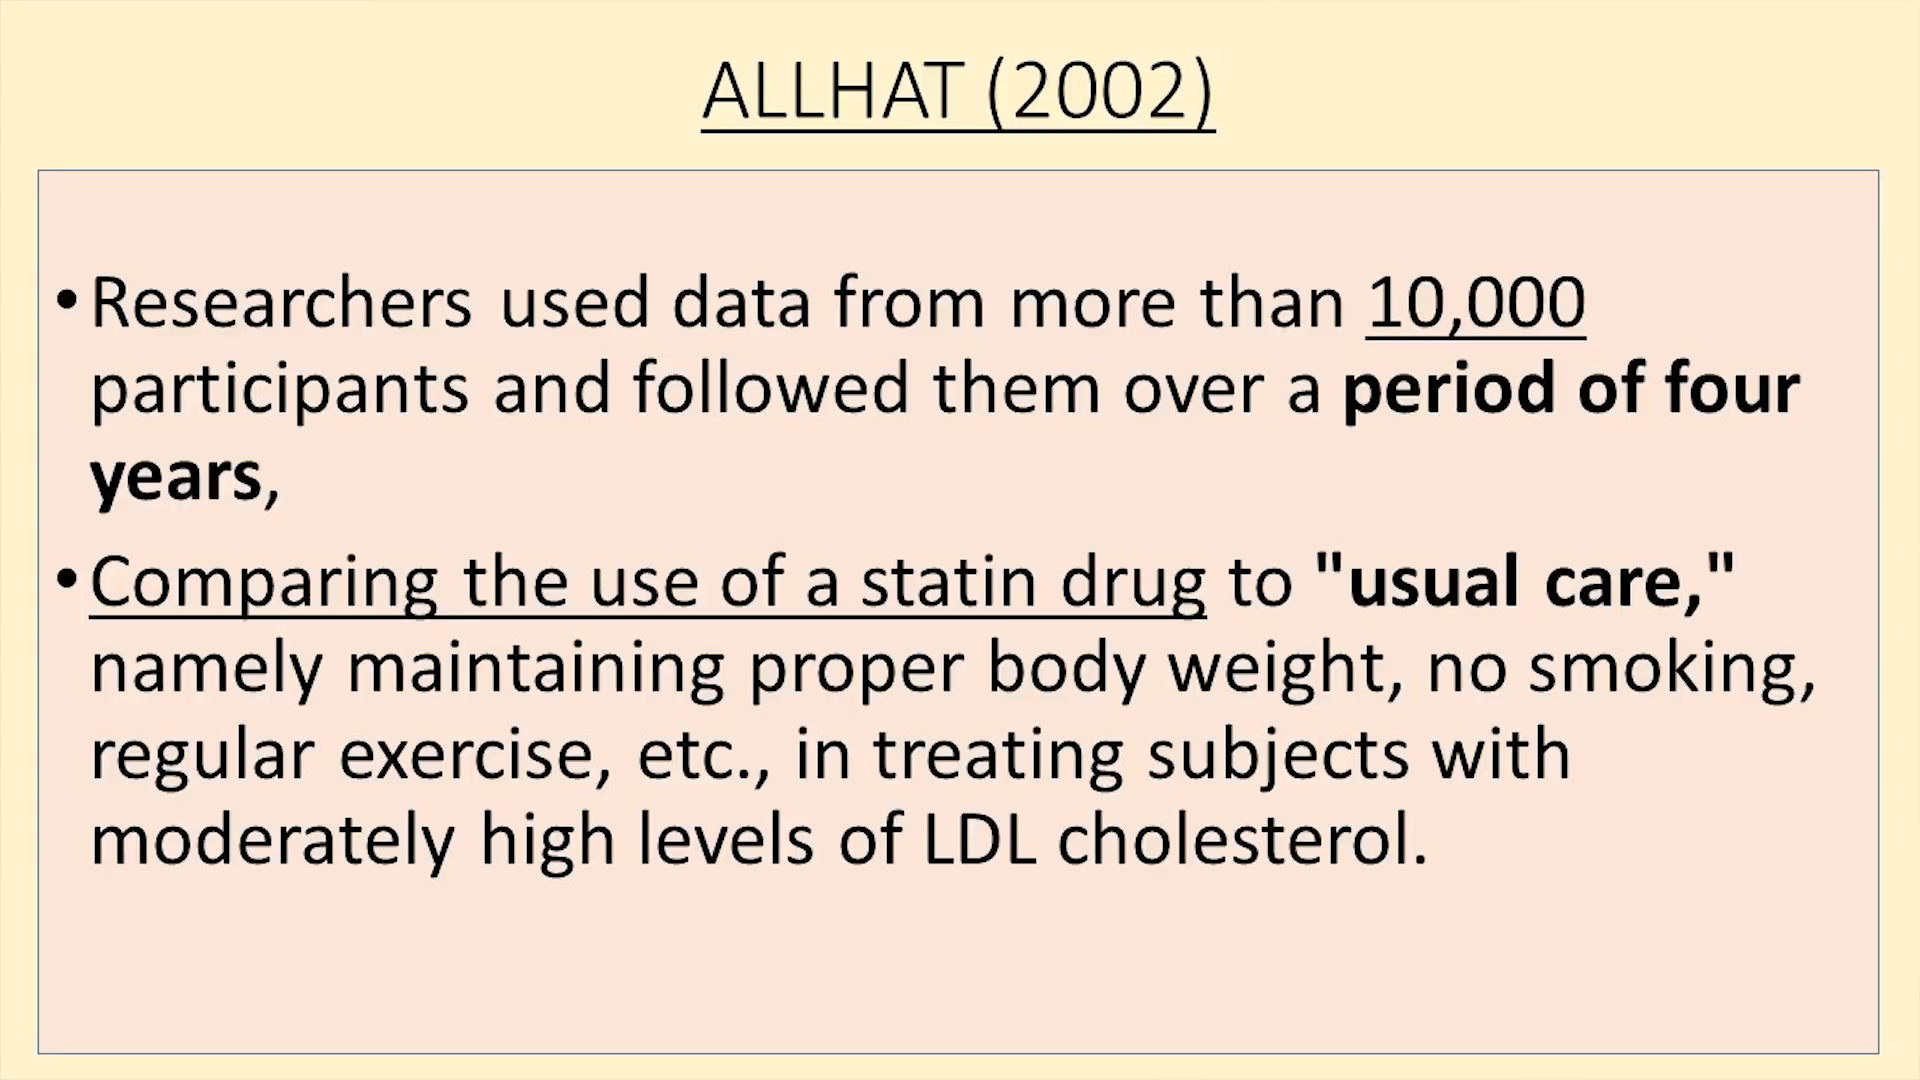 ALLHAT (2002)
• Researchers used data from more than 10,000
participants and followed them over a period of four
years,
• Comparing the use of a statin drug to "usual care,"
namely maintaining proper body weight, no smoking,
regular exercise, etc., in treating subjects with
moderately high levels of LDL cholesterol.